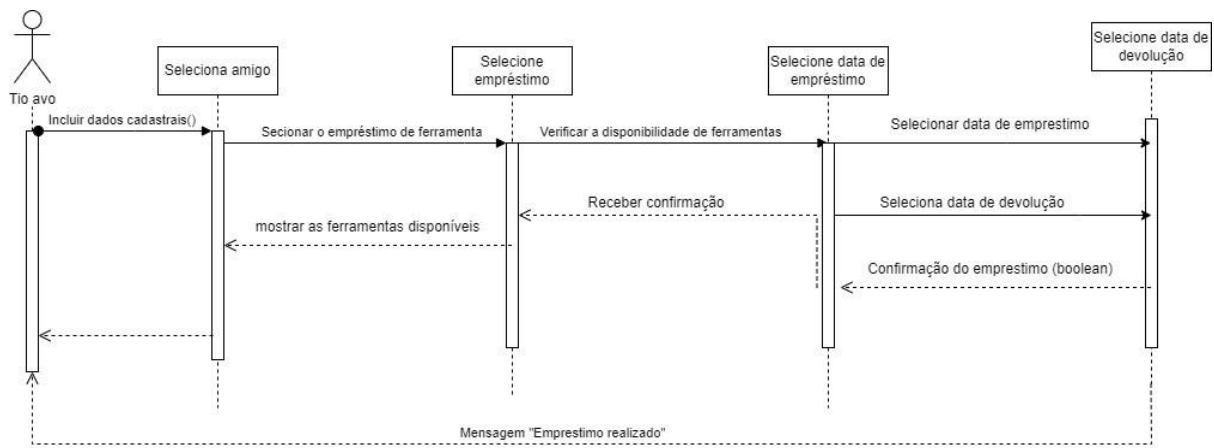 Tio avo
Seleciona amigo
Selecione
empréstimo
Selecione data de
empréstimo
Selecione data de
devolução
Incluir dados cadastrais()
Secionar o empréstimo de ferramenta
Verificar a disponibilidade de ferramentas
Selecionar data de emprestimo
Receber confirmação
Seleciona data de devolução
mostrar as ferramentas disponíveis
Confirmação do emprestimo (boolean)
Mensagem "Emprestimo realizado"